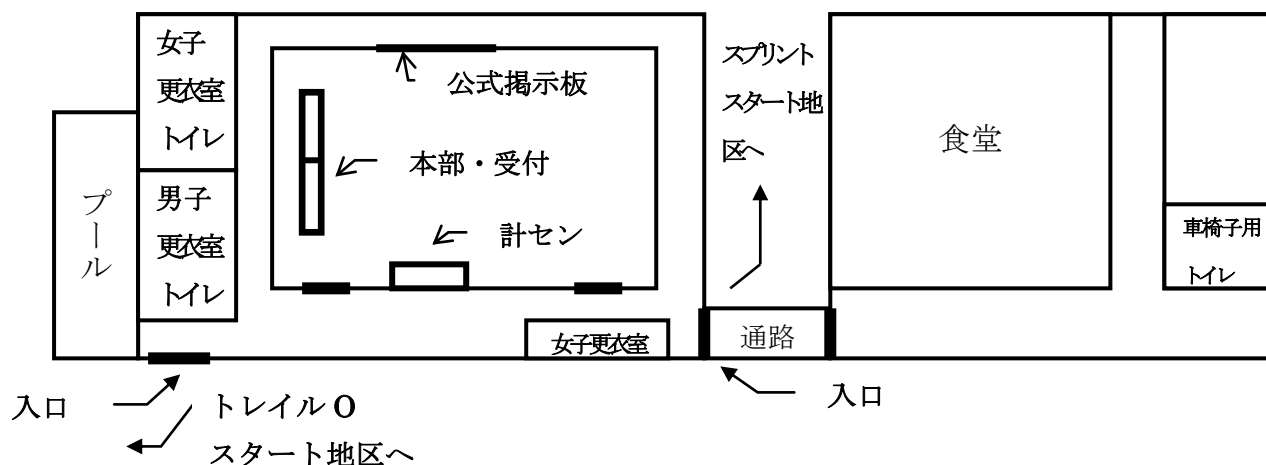 女子
更衣室
トイレ
男子
更衣室
トイレ
プール
公式掲示板
本部・受付
計セン
女子更衣室
スプリント
スタート地
区へ
通路
食堂
車椅子用
トイレ
入口
トレイルO
スタート地区へ
入口